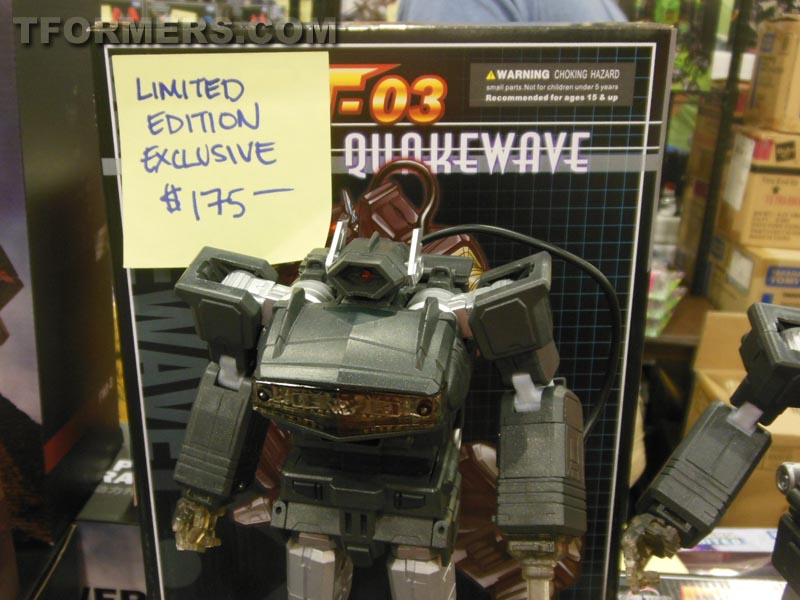 TFORMERS.COM
LIMITED
EDITION
EXCLUSIVE
$175—
T-03
QUAKEWAVE
WARNING CHOKING HAZARD
small parts.Not for children under 5 years
Recommended for ages 15 & up
WAVE